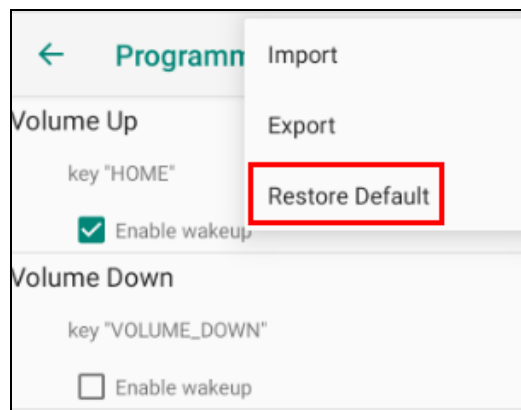 Programm
Import
Volume Up
Export
key "HOME"
Restore Default
Enable wakeup
Volume Down
key "VOLUME_DOWN"
Enable wakeup